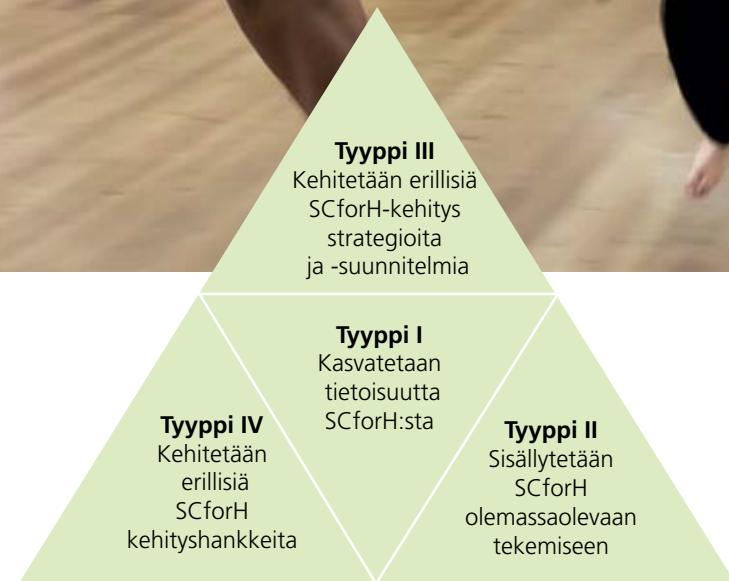 Tyyppi III
Kehitetään erillisiä
SCforH-kehitys
strategioita
ja -suunnitelmia
Tyyppi I
Kasvatetaan
tietoisuutta
SCforH:sta
Tyyppi IV
Kehitetään
erillisiä
SCforH
kehityshankkeita
Tyyppi II
Sisällytetään
SCforH
olemassaolevaan
tekemiseen